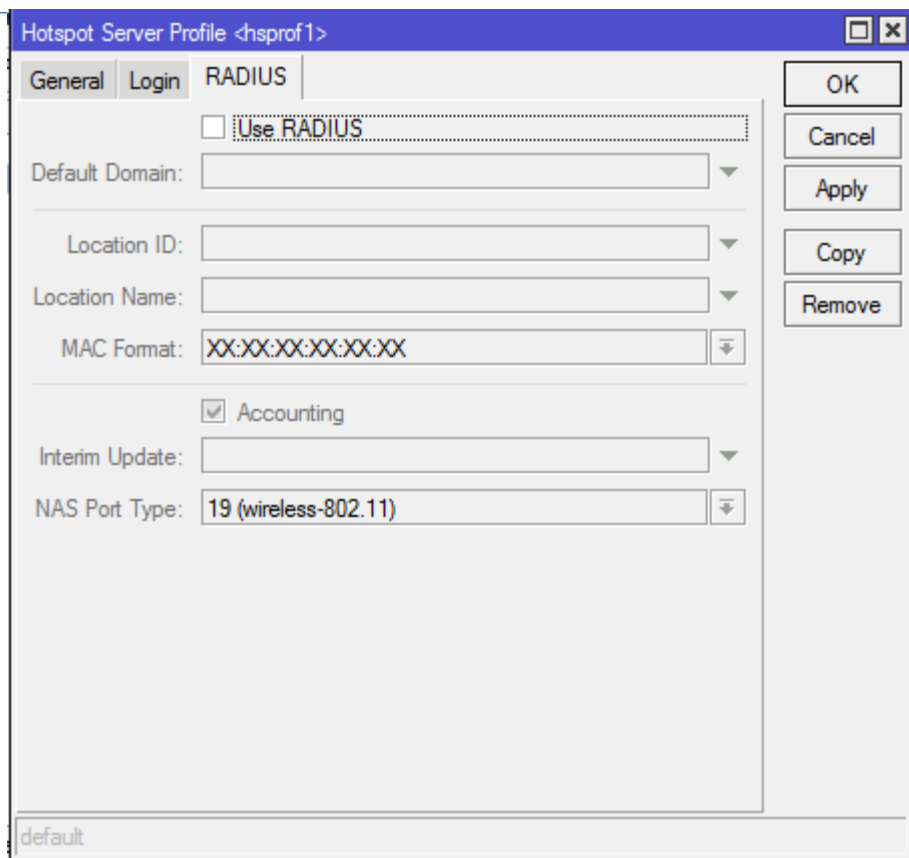 Hotspot Server Profile <hsprof1>
General Login RADIUS
OK
Use RADIUS
Cancel
Default Domain:
Apply
Location ID:
Copy
Location Name:
Remove
MAC Format: XX:XX:XX:XX:XX:XX
Accounting
Interim Update:
NAS Port Type: 19 (wireless-802.11)
default